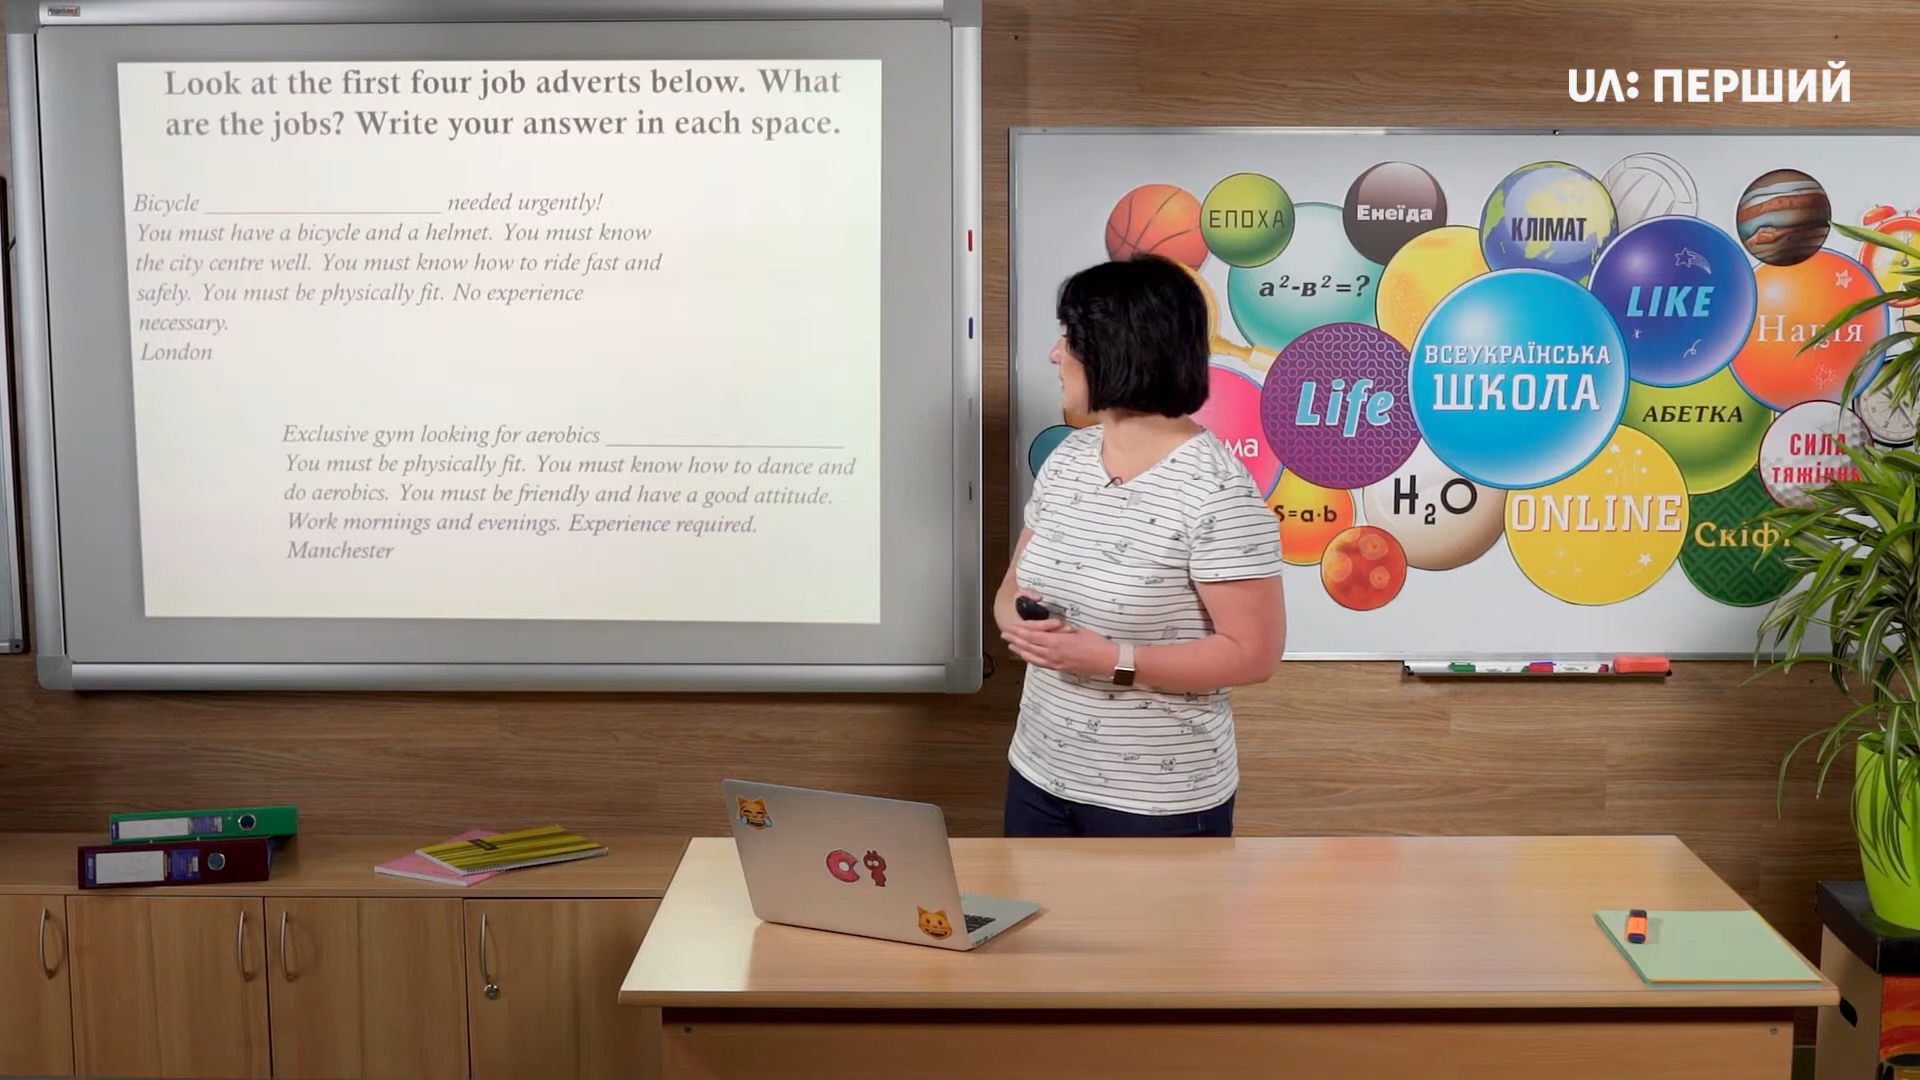 Look at the first four job adverts below. What
are the jobs? Write your answer in each space.
Bicycle ____________________ needed urgently!
You must have a bicycle and a helmet. You must know
the city centre well. You must know how to ride fast and
safely. You must be physically fit. No experience
necessary.
London
Exclusive gym looking for aerobics ____________________
You must be physically fit. You must know how to dance and
do aerobics. You must be friendly and have a good attitude.
Work mornings and evenings. Experience required.
Manchester
UA: ПЕРШИЙ
ЕПОХА
Енеїда
КЛІМАТ
a²-в²=?
LIKE
Нація
Life
ВСЕУКРАЇНСЬКА
ШКОЛА
АБЕТКА
СИЛА
ТЯЖІННЯ
ма
S=a·b
H₂O
ONLINE
Скіф